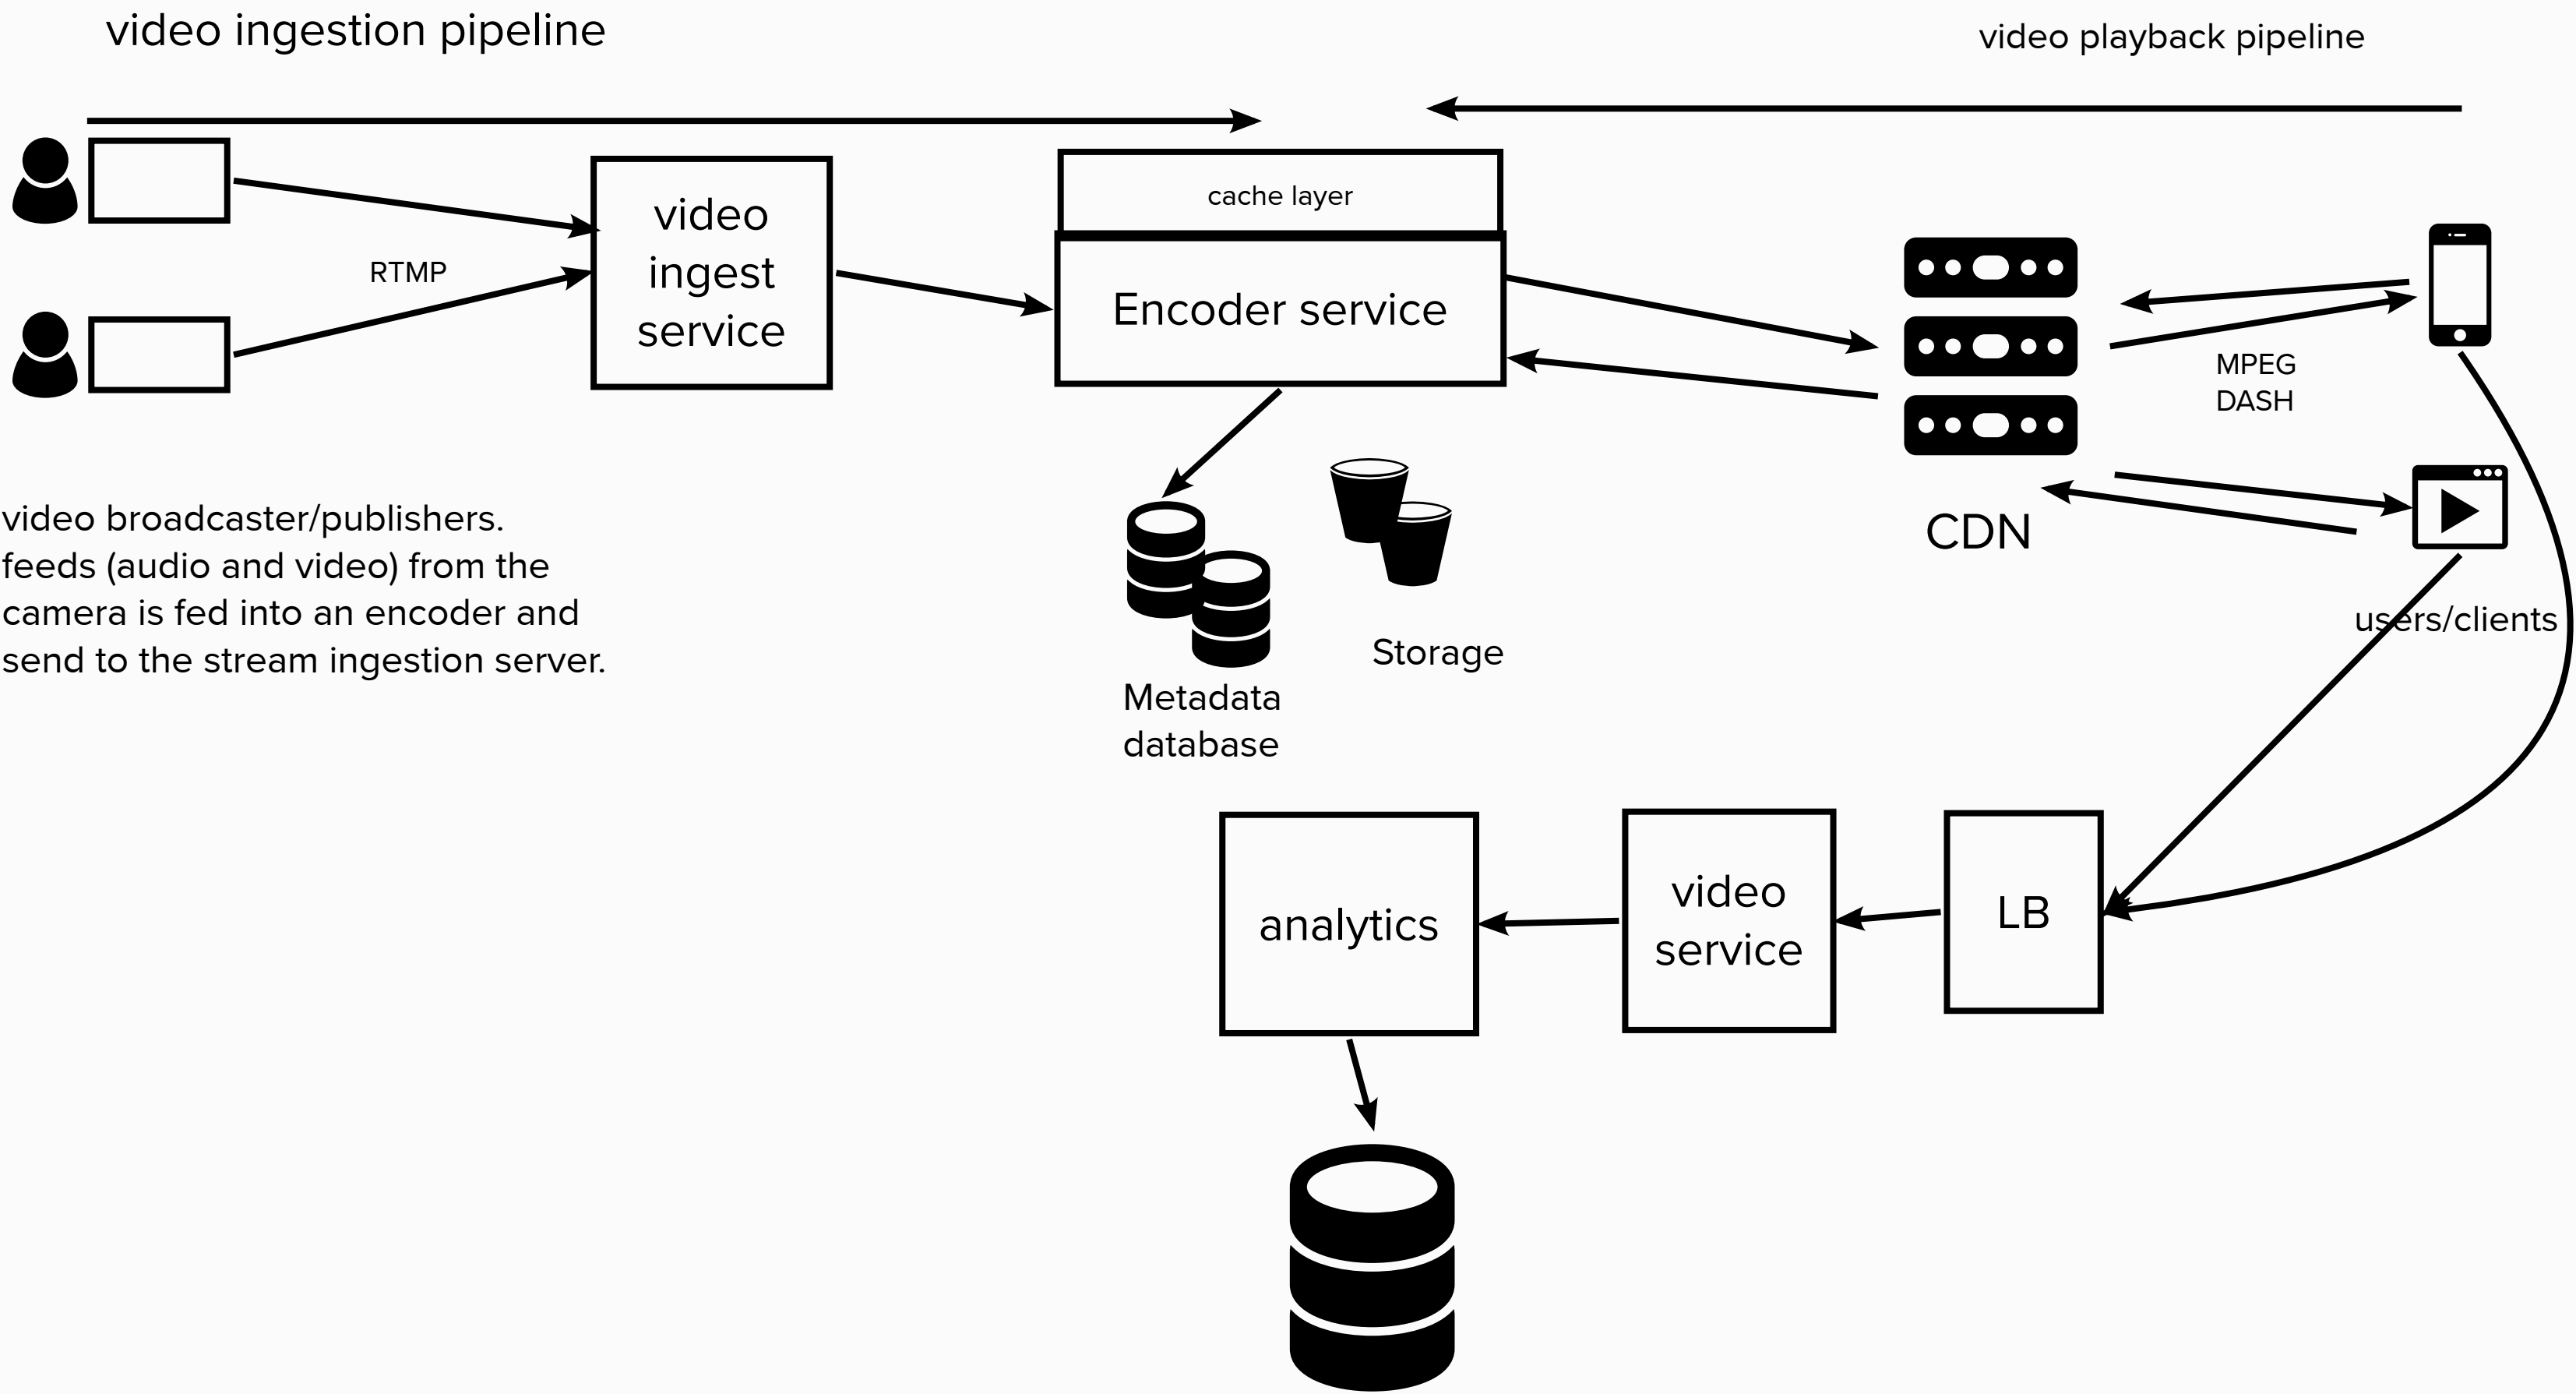 video ingestion pipeline
video playback pipeline
cache layer
video
ingest
service
RTMP
Encoder service
MPEG
DASH
CDN
video broadcaster/publishers.
feeds (audio and video) from the
camera is fed into an encoder and
send to the stream ingestion server.
users/clients
Storage
Metadata
database
analytics
video
service
LB